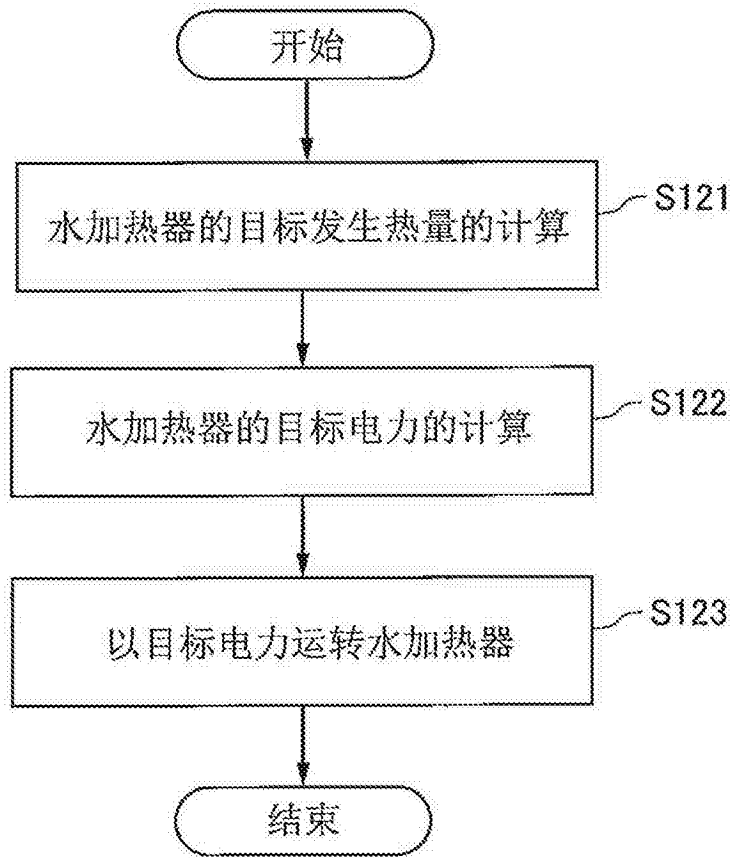 开始
水加热器的目标发生热量的计算
S121
水加热器的目标电力的计算
S122
以目标电力运转水加热器
S123
结束